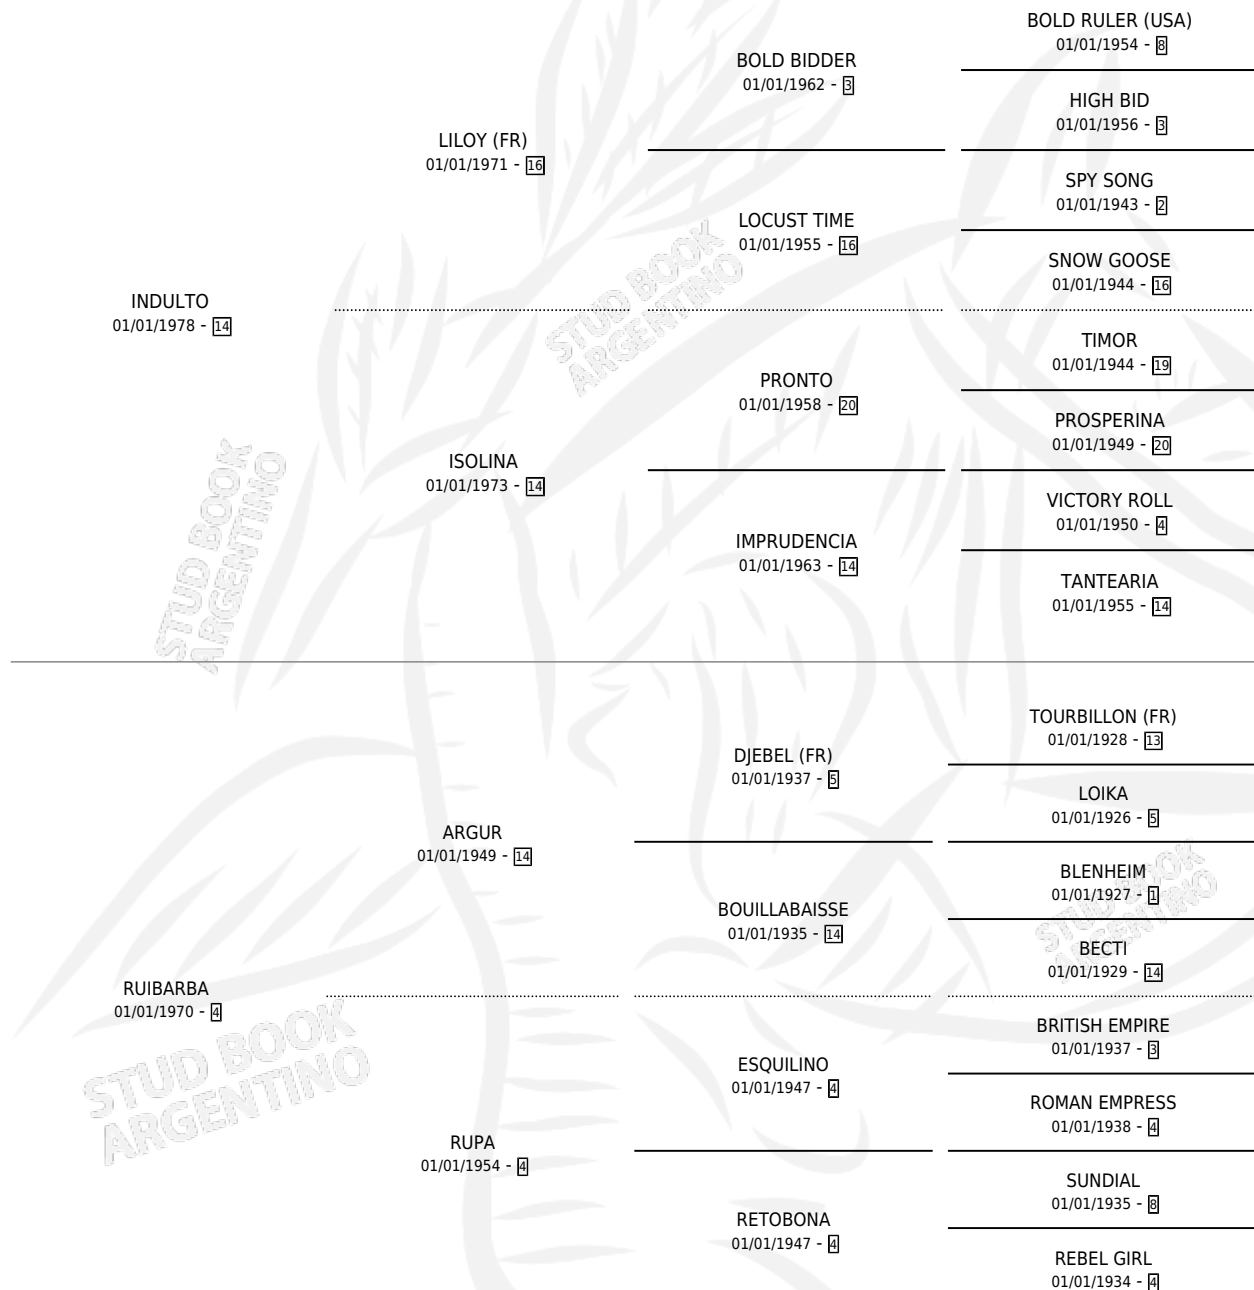 BOLD RULER (USA)
01/01/1954 - 8
BOLD BIDDER
01/01/1962 - 3
HIGH BID
01/01/1956 - 3
LILOY (FR)
01/01/1971 - 16
SPY SONG
01/01/1943 - 2
LOCUST TIME
01/01/1955 - 16
SNOW GOOSE
01/01/1944 - 16
INDULTO
01/01/1978 - 14
STUD BOOK
ARGENTINO
TIMOR
01/01/1944 - 19
PRONTO
01/01/1958 - 20
PROSPERINA
01/01/1949 - 20
ISOLINA
01/01/1973 - 14
VICTORY ROLL
01/01/1950 - 4
IMPRUDENCIA
01/01/1963 - 14
TANTEARIA
01/01/1955 - 14
STUD BOOK
ARGENTINO
TOURBILLON (FR)
01/01/1928 - 13
DJEBEL (FR)
01/01/1937 - 5
LOIKA
01/01/1926 - 5
ARGUR
01/01/1949 - 14
BLENHEIM
01/01/1927 - 1
BOUILLABAISSE
01/01/1935 - 14
BECTI
01/01/1929 - 14
STUD BOOK
ARGENTINO
RUIBARBA
01/01/1970 - 4
BRITISH EMPIRE
01/01/1937 - 3
ESQUILINO
01/01/1947 - 4
ROMAN EMPRESS
01/01/1938 - 4
STUD BOOK
ARGENTINO
RUPA
01/01/1954 - 4
SUNDIAL
01/01/1935 - 8
RETOBONA
01/01/1947 - 4
REBEL GIRL
01/01/1934 - 4